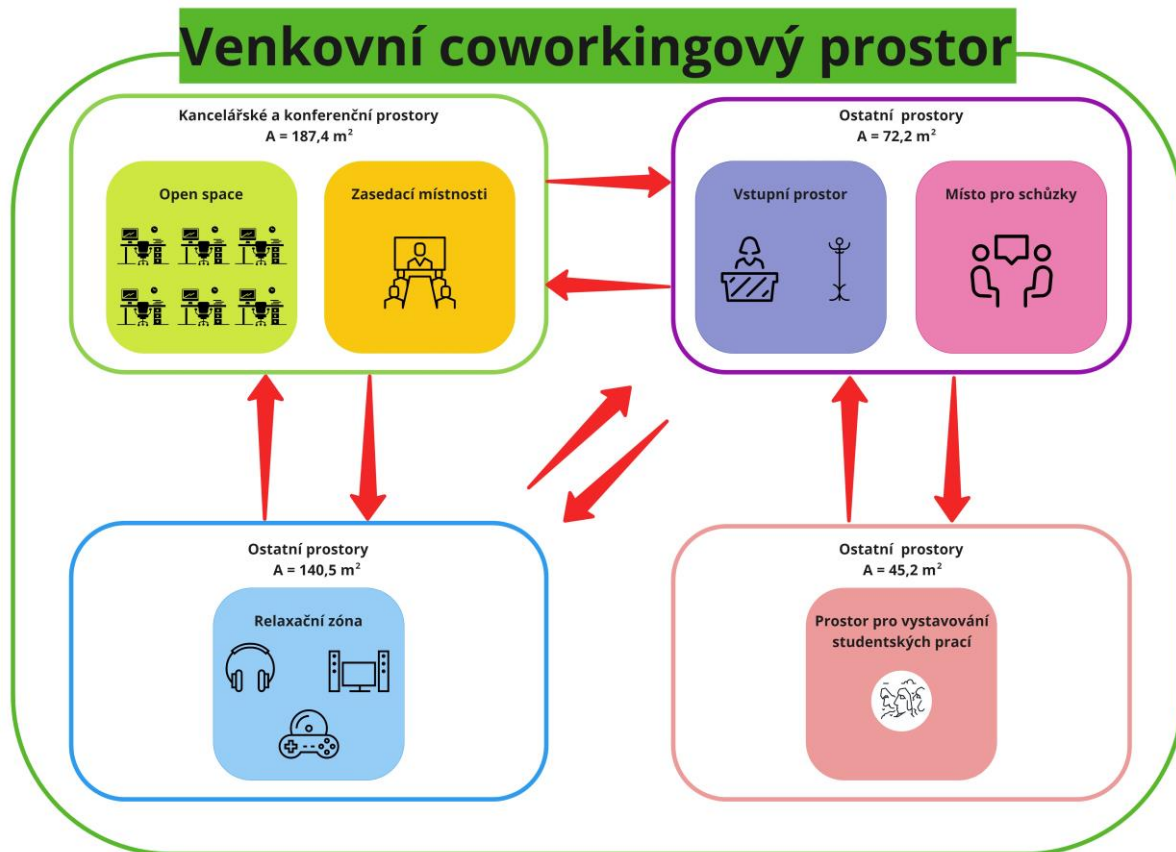 Venkovní coworkingový prostor
Kancelářské a konferenční prostory
A = 187,4 m²
Open space
Zasedací místnosti
Ostatní prostory
A = 72,2 m²
Vstupní prostor
Místo pro schůzky
Ostatní prostory
A = 140,5 m²
Relaxační zóna
Ostatní prostory
A = 45,2 m²
Prostor pro vystavování
studentských prací